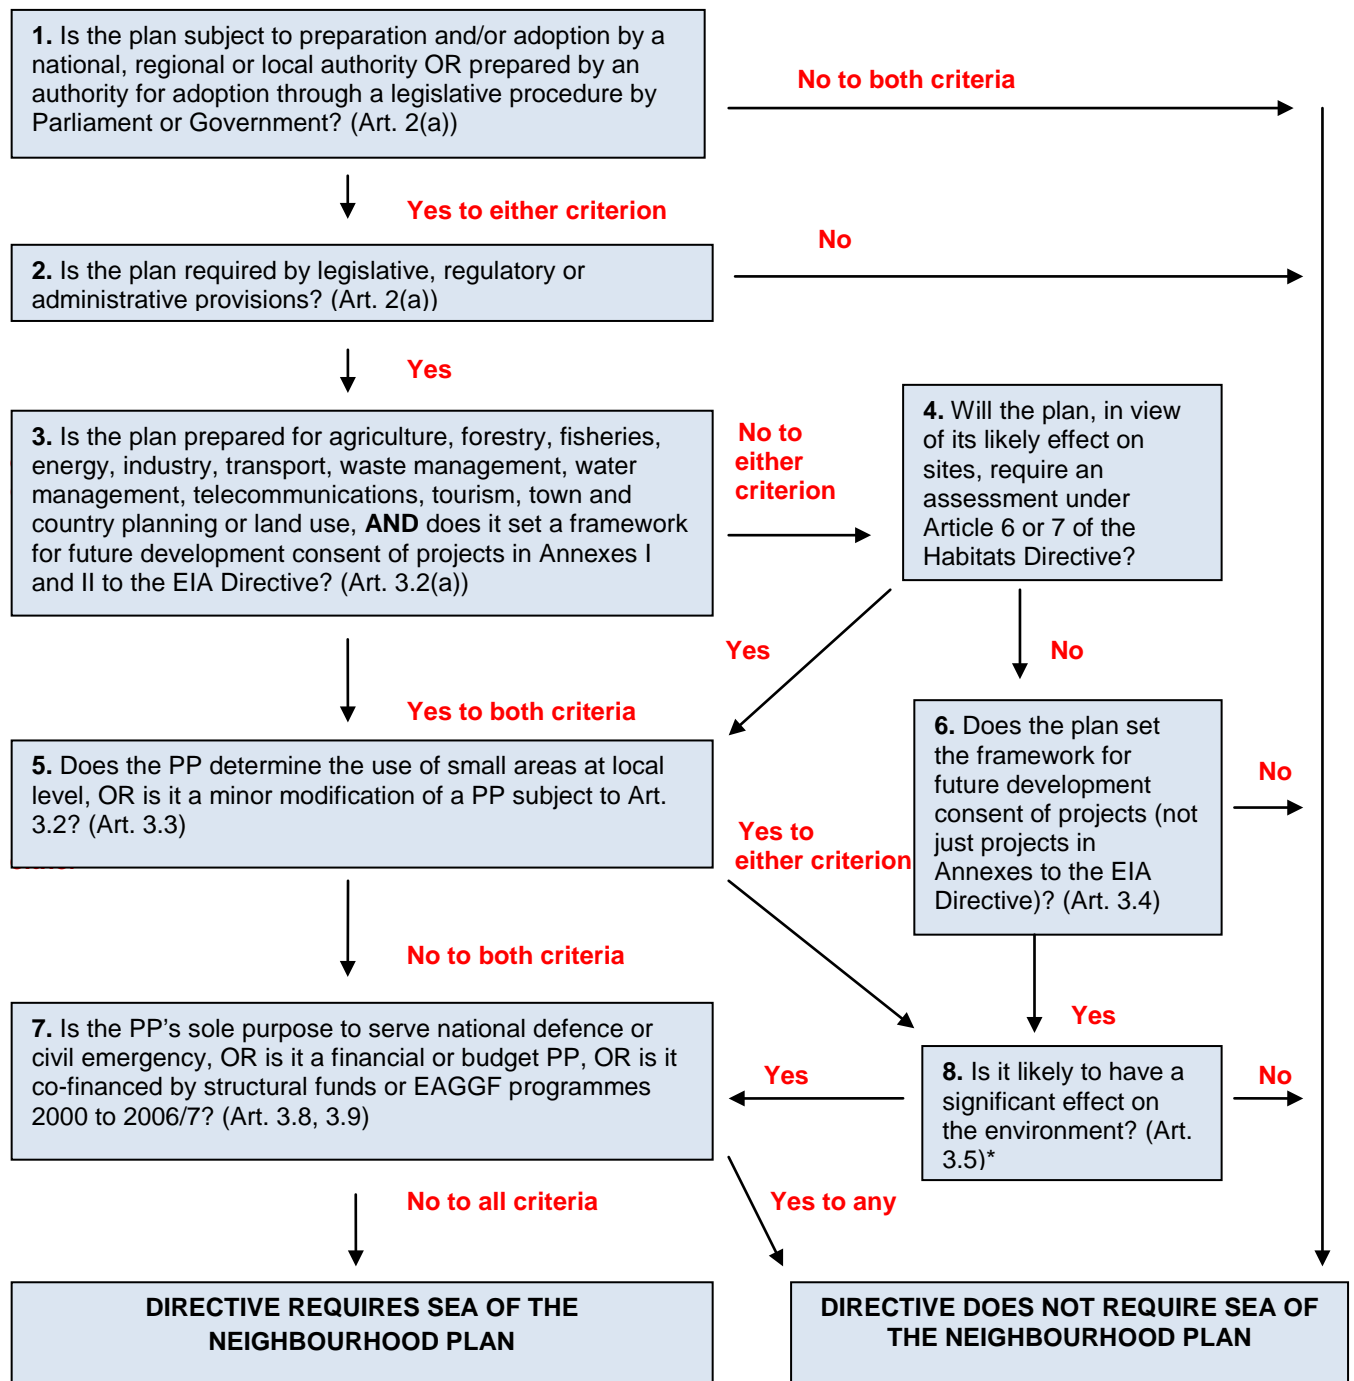 1. Is the plan subject to preparation and/or adoption by a
national, regional or local authority OR prepared by an
authority for adoption through a legislative procedure by
Parliament or Government? (Art. 2(a))
No to both criteria
Yes to either criterion
No
2. Is the plan required by legislative, regulatory or
administrative provisions? (Art. 2(a))
Yes
3. Is the plan prepared for agriculture, forestry, fisheries,
energy, industry, transport, waste management, water
management, telecommunications, tourism, town and
country planning or land use, AND does it set a framework
for future development consent of projects in Annexes I
and II to the EIA Directive? (Art. 3.2(a))
No to
either
criterion
4. Will the plan, in view
of its likely effect on
sites, require an
assessment under
Article 6 or 7 of the
Habitats Directive?
Yes
No
Yes to both criteria
5. Does the PP determine the use of small areas at local
level, OR is it a minor modification of a PP subject to Art.
3.2? (Art. 3.3)
Yes to
either criterion
6. Does the plan set
the framework for
future development
consent of projects (not
just projects in
Annexes to the EIA
Directive)? (Art. 3.4)
No
No to both criteria
Yes
7. Is the PP’s sole purpose to serve national defence or
civil emergency, OR is it a financial or budget PP, OR is it
co-financed by structural funds or EAGGF programmes
2000 to 2006/7? (Art. 3.8, 3.9)
Yes
8. Is it likely to have a
significant effect on
the environment? (Art.
3.5)*
No
No to all criteria
Yes to any
DIRECTIVE REQUIRES SEA OF THE
NEIGHBOURHOOD PLAN
DIRECTIVE DOES NOT REQUIRE SEA OF
THE NEIGHBOURHOOD PLAN